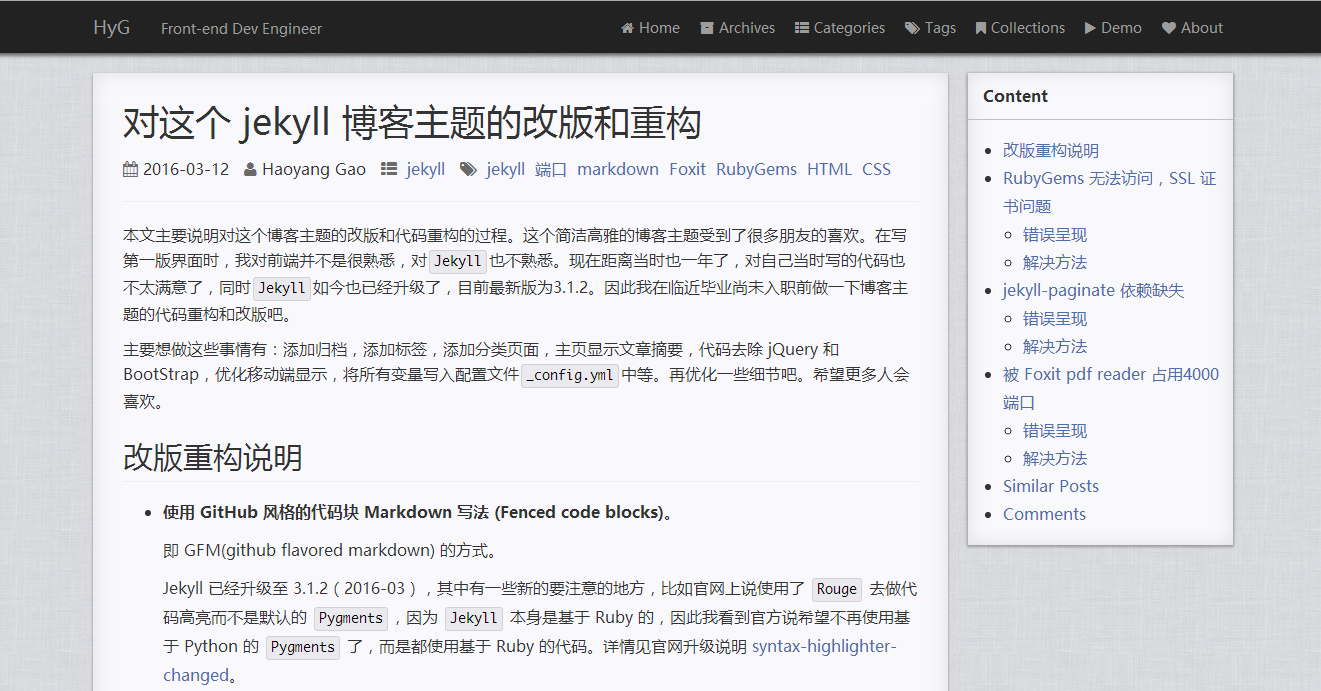 HyG Front-end Dev Engineer Home Archives Categories Tags Collections Demo About
对这个 jekyll 博客主题的改版和重构
2016-03-12 Haoyang Gao jekyll jekyll 端口 markdown Foxit RubyGems HTML CSS
本文主要说明对这个博客主题的改版和代码重构的过程。这个简洁高雅的博客主题受到了很多朋友的喜欢。在写
第一版界面时，我对前端并不是很熟悉，对 Jekyll 也不熟悉。现在距离当时也一年了，对自己当时写的代码也
不太满意了，同时 Jekyll 如今也已经升级了，目前最新版为3.1.2。因此我在临近毕业尚未入职前做一下博客主
题的代码重构和改版吧。
主要想做这些事情有：添加归档，添加标签，添加分类页面，主页显示文章摘要，代码去除 jQuery 和
BootStrap，优化移动端显示，将所有变量写入配置文件 _config.yml 中等。再优化一些细节吧。希望更多人会
喜欢。
改版重构说明
使用 GitHub 风格的代码块 Markdown 写法 (Fenced code blocks)。
即 GFM(github flavored markdown) 的方式。
Jekyll 已经升级至 3.1.2（2016-03），其中有一些新的要注意的地方，比如官网上说使用了 Rouge 去做代
码高亮而不是默认的 Pygments ，因为 Jekyll 本身是基于 Ruby 的，因此我看到官方说希望不再使用基
于 Python 的 Pygments 了，而是都使用基于 Ruby 的代码。详情见官网升级说明 syntax-highlighter-
changed。
Content
改版重构说明
RubyGems 无法访问，SSL 证
书问题
错误呈现
解决方法
jekyll-paginate 依赖缺失
错误呈现
解决方法
被 Foxit pdf reader 占用4000
端口
错误呈现
解决方法
Similar Posts
Comments